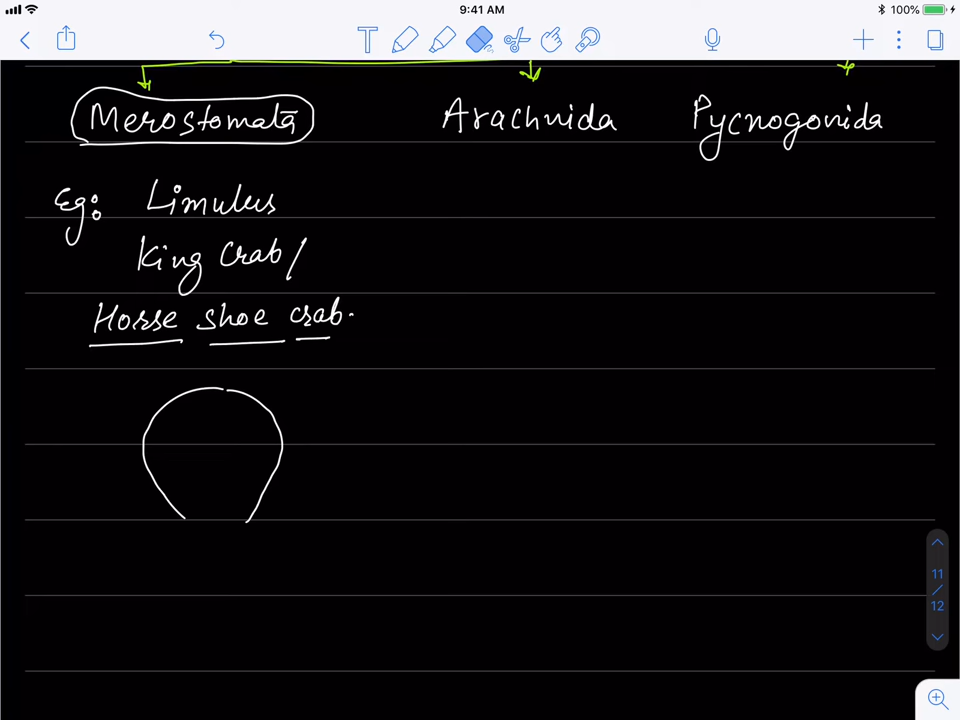 9:41 AM
100%
T
Merostomata Arachnida Pycnogonida
Eg: Limulus
King Crab/
Horse shoe crab.
11
/
12